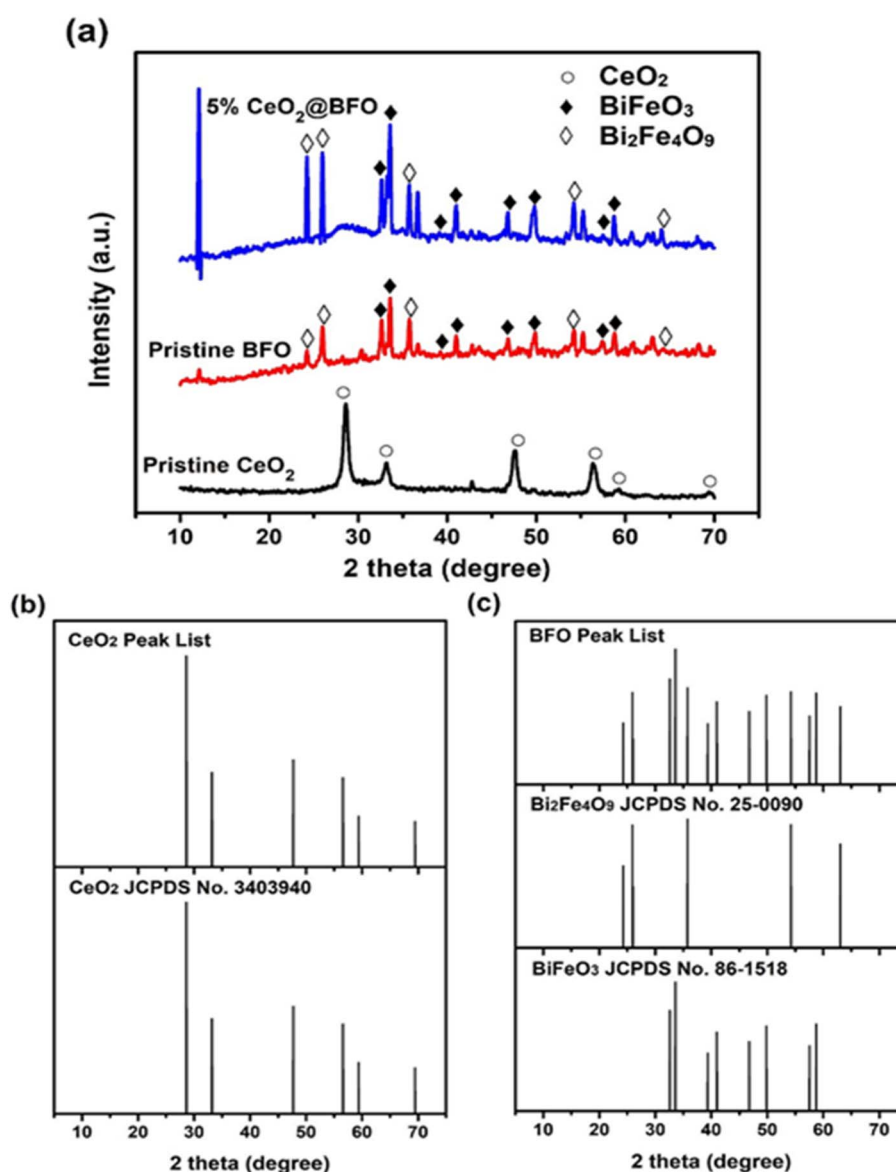 (a)
5% CeO₂@BFO
CeO₂
BiFeO₃
Bi₂Fe₄O₉
Pristine BFO
Pristine CeO₂
Intensity (a.u.)
10 20 30 40 50 60 70
2 theta (degree)
(b)
CeO₂ Peak List
CeO₂ JCPDS No. 3403940
10 20 30 40 50 60 70
2 theta (degree)
(c)
BFO Peak List
Bi₂Fe₄O₉ JCPDS No. 25-0090
BiFeO₃ JCPDS No. 86-1518
10 20 30 40 50 60 70
2 theta (degree)